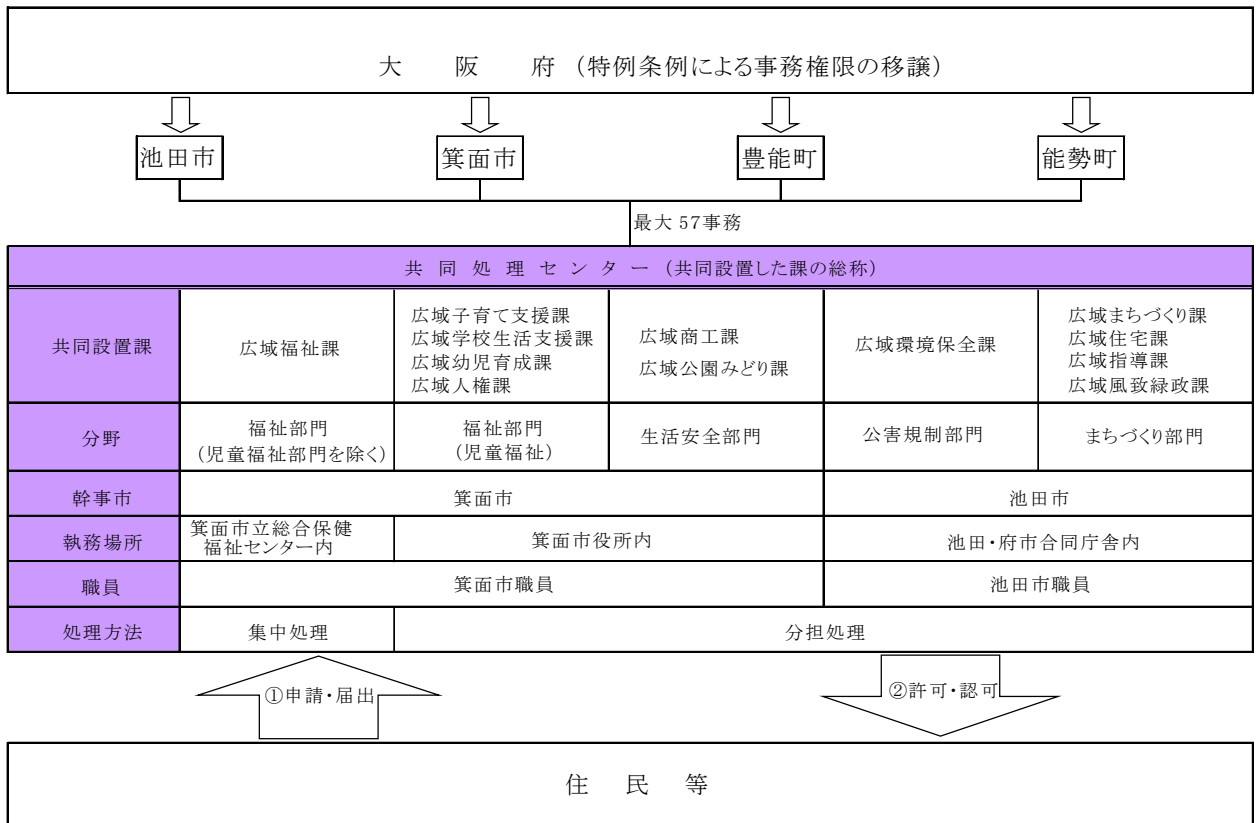 大 阪 府 (特例条例による事務権限の移譲)
池田市
箕面市
豊能町
能勢町
最大 57事務
共 同 処 理 セ ン タ ー (共同設置した課の総称)
共同設置課
広域福祉課
広域子育て支援課
広域学校生活支援課
広域幼児育成課
広域人権課
広域商工課
広域公園みどり課
広域環境保全課
広域まちづくり課
広域住宅課
広域指導課
広域風致緑政課
分野
福祉部門
(児童福祉部門を除く)
福祉部門
(児童福祉)
生活安全部門
公害規制部門
まちづくり部門
幹事市
箕面市
池田市
執務場所
箕面市立総合保健
福祉センター内
箕面市役所内
池田・府市合同庁舎内
職員
箕面市職員
池田市職員
処理方法
集中処理
分担処理
①申請・届出
②許可・認可
住 民 等